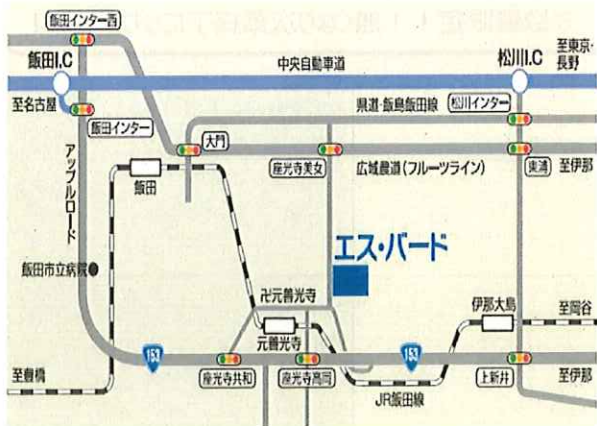 飯田インター西
飯田I.C
中央自動車道
松川I.C
至東京・
長野
至名古屋
飯田インター
県道・飯島飯田線
松川インター
大門
座光寺美女
広域農道(フルーツライン)
東浦
至伊那
アップルロード
飯田
エス・バード
飯田市立病院
卍元善光寺
伊那大島
至岡谷
元善光寺
153
153
至豊橋
座光寺共和
座光寺高岡
上新井
至伊那
JR飯田線